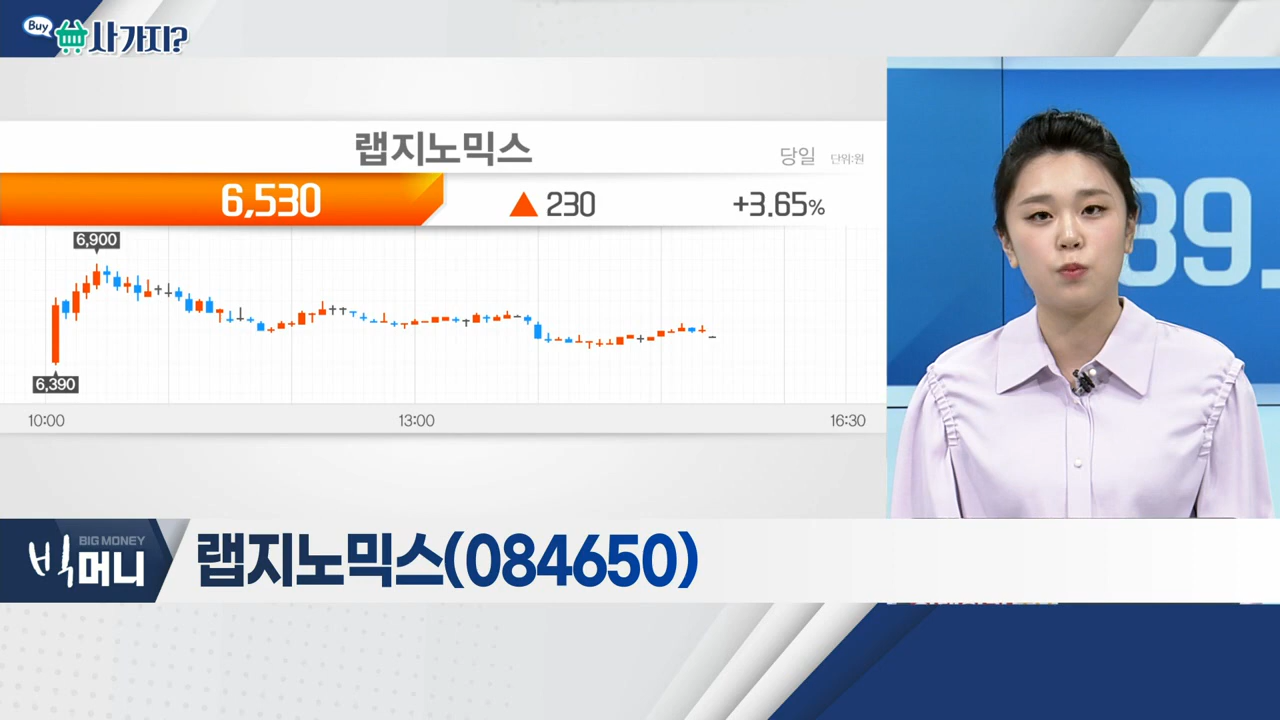 Buy
사가지?
랩지노믹스
당일 단위:원
6,530 ▲ 230 +3.65%
6,900
6,390
10:00 13:00 16:30
89.
BIG MONEY
빅머니
랩지노믹스(084650)